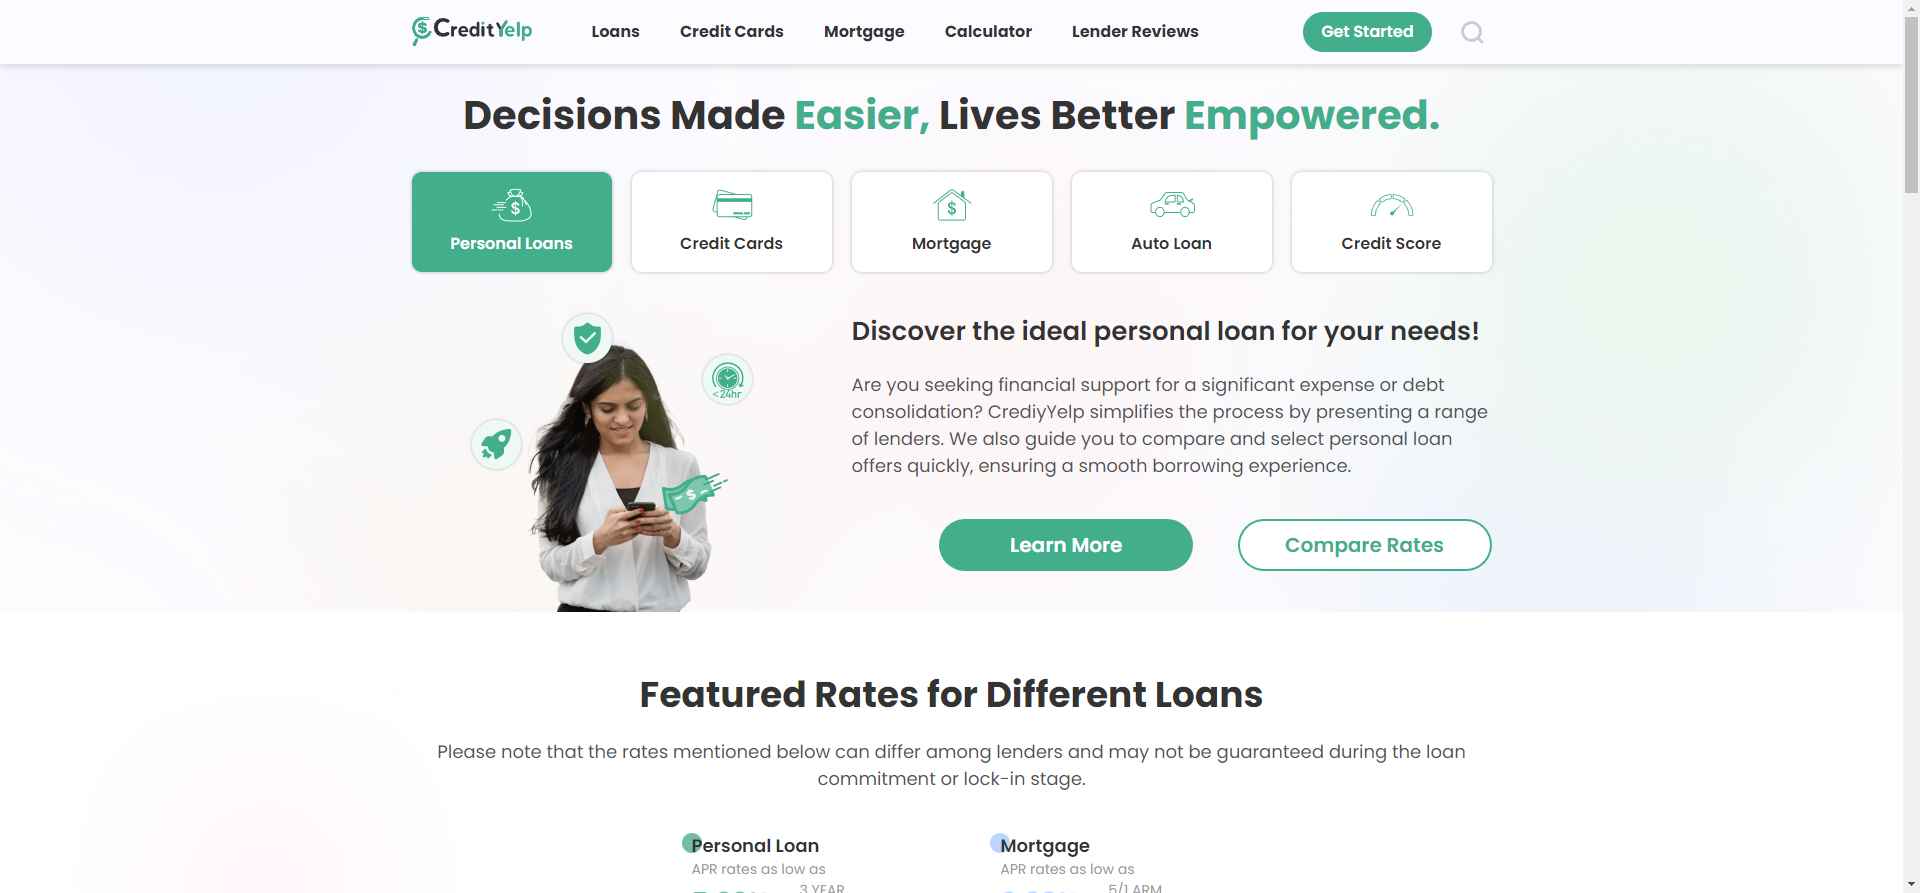 CreditYelp
Loans
Credit Cards
Mortgage
Calculator
Lender Reviews
Get Started
Decisions Made Easier, Lives Better Empowered.
Personal Loans
Credit Cards
Mortgage
Auto Loan
Credit Score
<24hr
Discover the ideal personal loan for your needs!
Are you seeking financial support for a significant expense or debt
consolidation? CrediyYelp simplifies the process by presenting a range
of lenders. We also guide you to compare and select personal loan
offers quickly, ensuring a smooth borrowing experience.
Learn More
Compare Rates
Featured Rates for Different Loans
Please note that the rates mentioned below can differ among lenders and may not be guaranteed during the loan
commitment or lock-in stage.
Personal Loan
APR rates as low as
3 YEAR
Mortgage
APR rates as low as
5/1 ARM